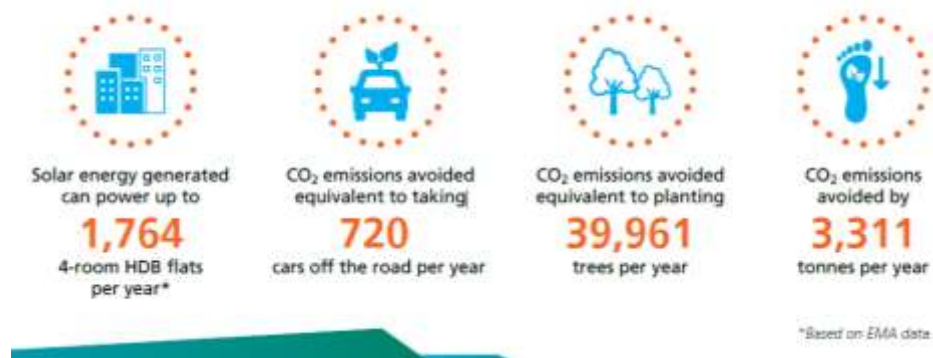 Solar energy generated
can power up to
1,764
4-room HDB flats
per year*
CO₂ emissions avoided
equivalent to taking
720
cars off the road per year
CO₂ emissions avoided
equivalent to planting
39,961
trees per year
CO₂ emissions
avoided by
3,311
tonnes per year
*Based on EMA data